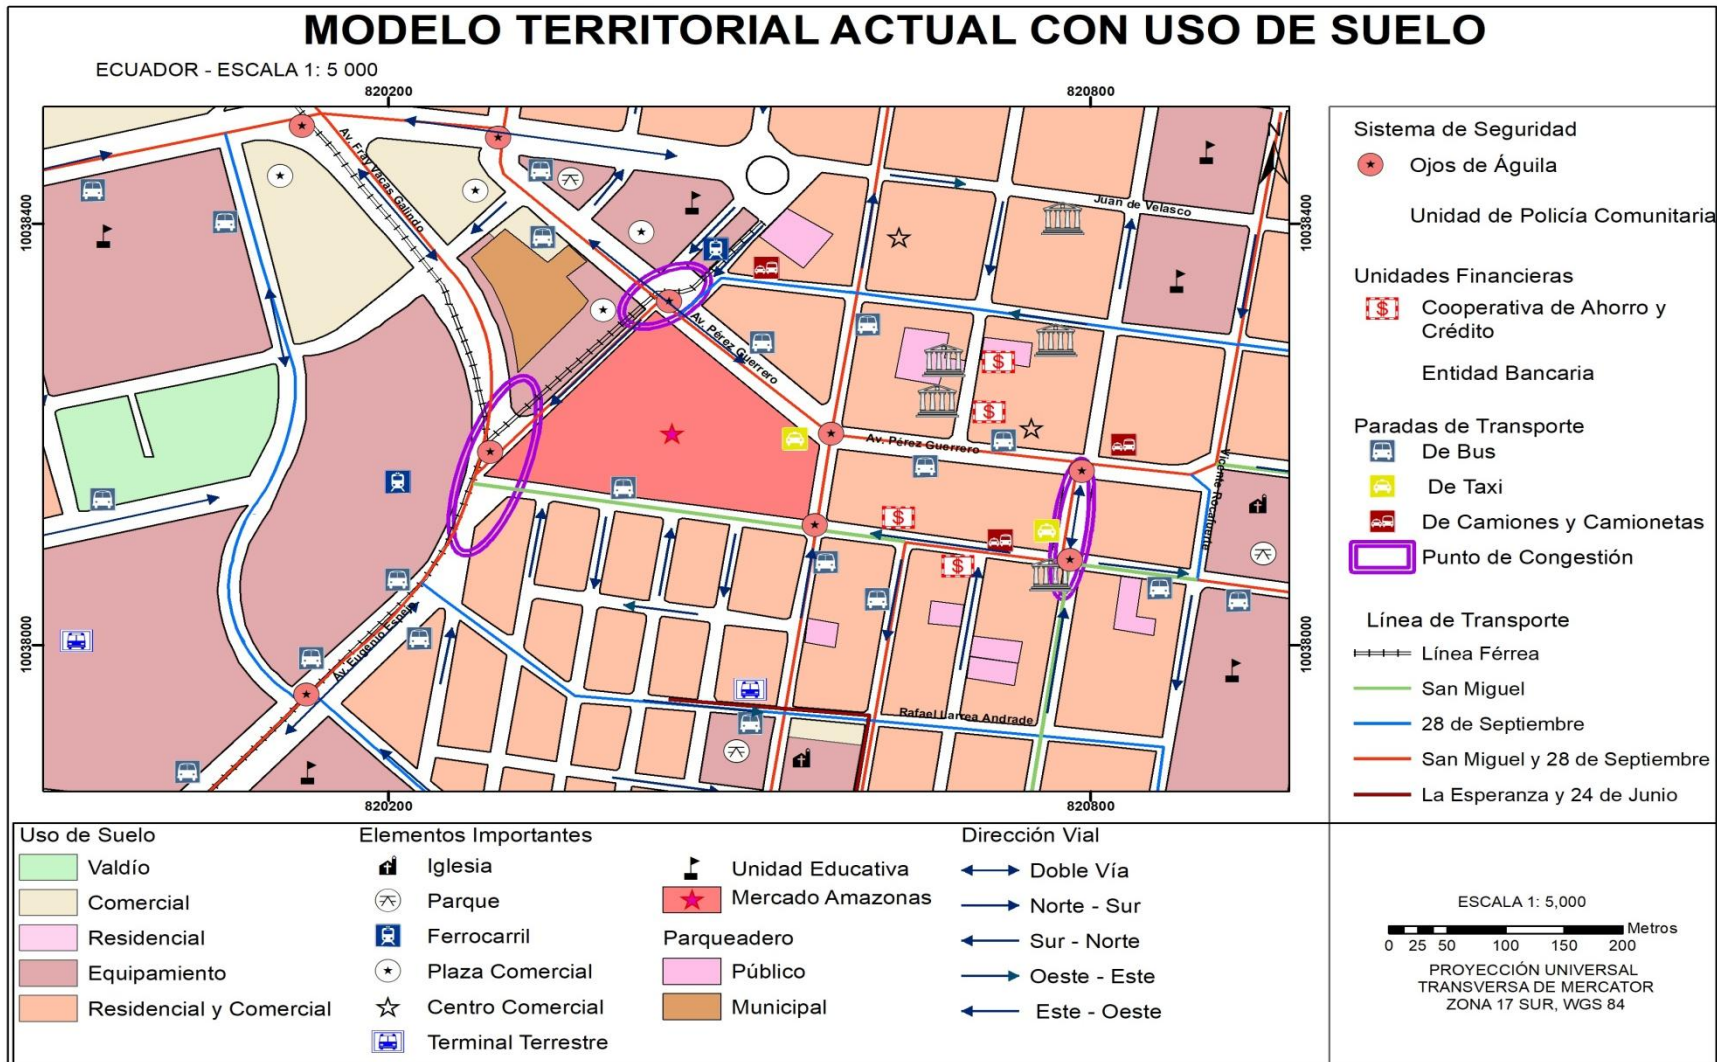 MODELO TERRITORIAL ACTUAL CON USO DE SUELO
ECUADOR - ESCALA 1: 5 000
820200
820800
10038400
10038400
10038000
10038000
820200
820800
Av. Fray Vacas Galindo
Juan de Velasco
Av. Pérez Guerrero
Av. Pérez Guerrero
Vicente Rocafuerte
Av. Eugenio Espejo
Rafael Larrea Andrade
N
Sistema de Seguridad
Ojos de Águila
Unidad de Policía Comunitaria
Unidades Financieras
Cooperativa de Ahorro y
Crédito
Entidad Bancaria
Paradas de Transporte
De Bus
De Taxi
De Camiones y Camionetas
Punto de Congestión
Línea de Transporte
Línea Férrea
San Miguel
28 de Septiembre
San Miguel y 28 de Septiembre
La Esperanza y 24 de Junio
Uso de Suelo
Valdío
Comercial
Residencial
Equipamiento
Residencial y Comercial
Elementos Importantes
Iglesia
Parque
Ferrocarril
Plaza Comercial
Centro Comercial
Terminal Terrestre
Unidad Educativa
Mercado Amazonas
Parqueadero
Público
Municipal
Dirección Vial
Doble Vía
Norte - Sur
Sur - Norte
Oeste - Este
Este - Oeste
ESCALA 1: 5,000
Metros
0 25 50 100 150 200
PROYECCIÓN UNIVERSAL
TRANSVERSA DE MERCATOR
ZONA 17 SUR, WGS 84